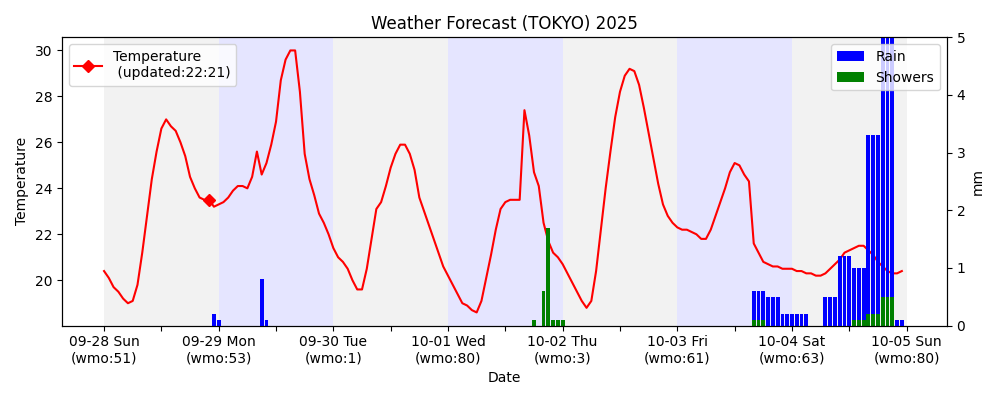 Weather Forecast (TOKYO) 2025
Temperature
(updated:22:21)
Rain
Showers
30
28
26
24
22
20
Temperature
5
4
3
2
1
0
mm
09-28 Sun
(wmo:51)
09-29 Mon
(wmo:53)
09-30 Tue
(wmo:1)
10-01 Wed
(wmo:80)
10-02 Thu
(wmo:3)
10-03 Fri
(wmo:61)
10-04 Sat
(wmo:63)
10-05 Sun
(wmo:80)
Date